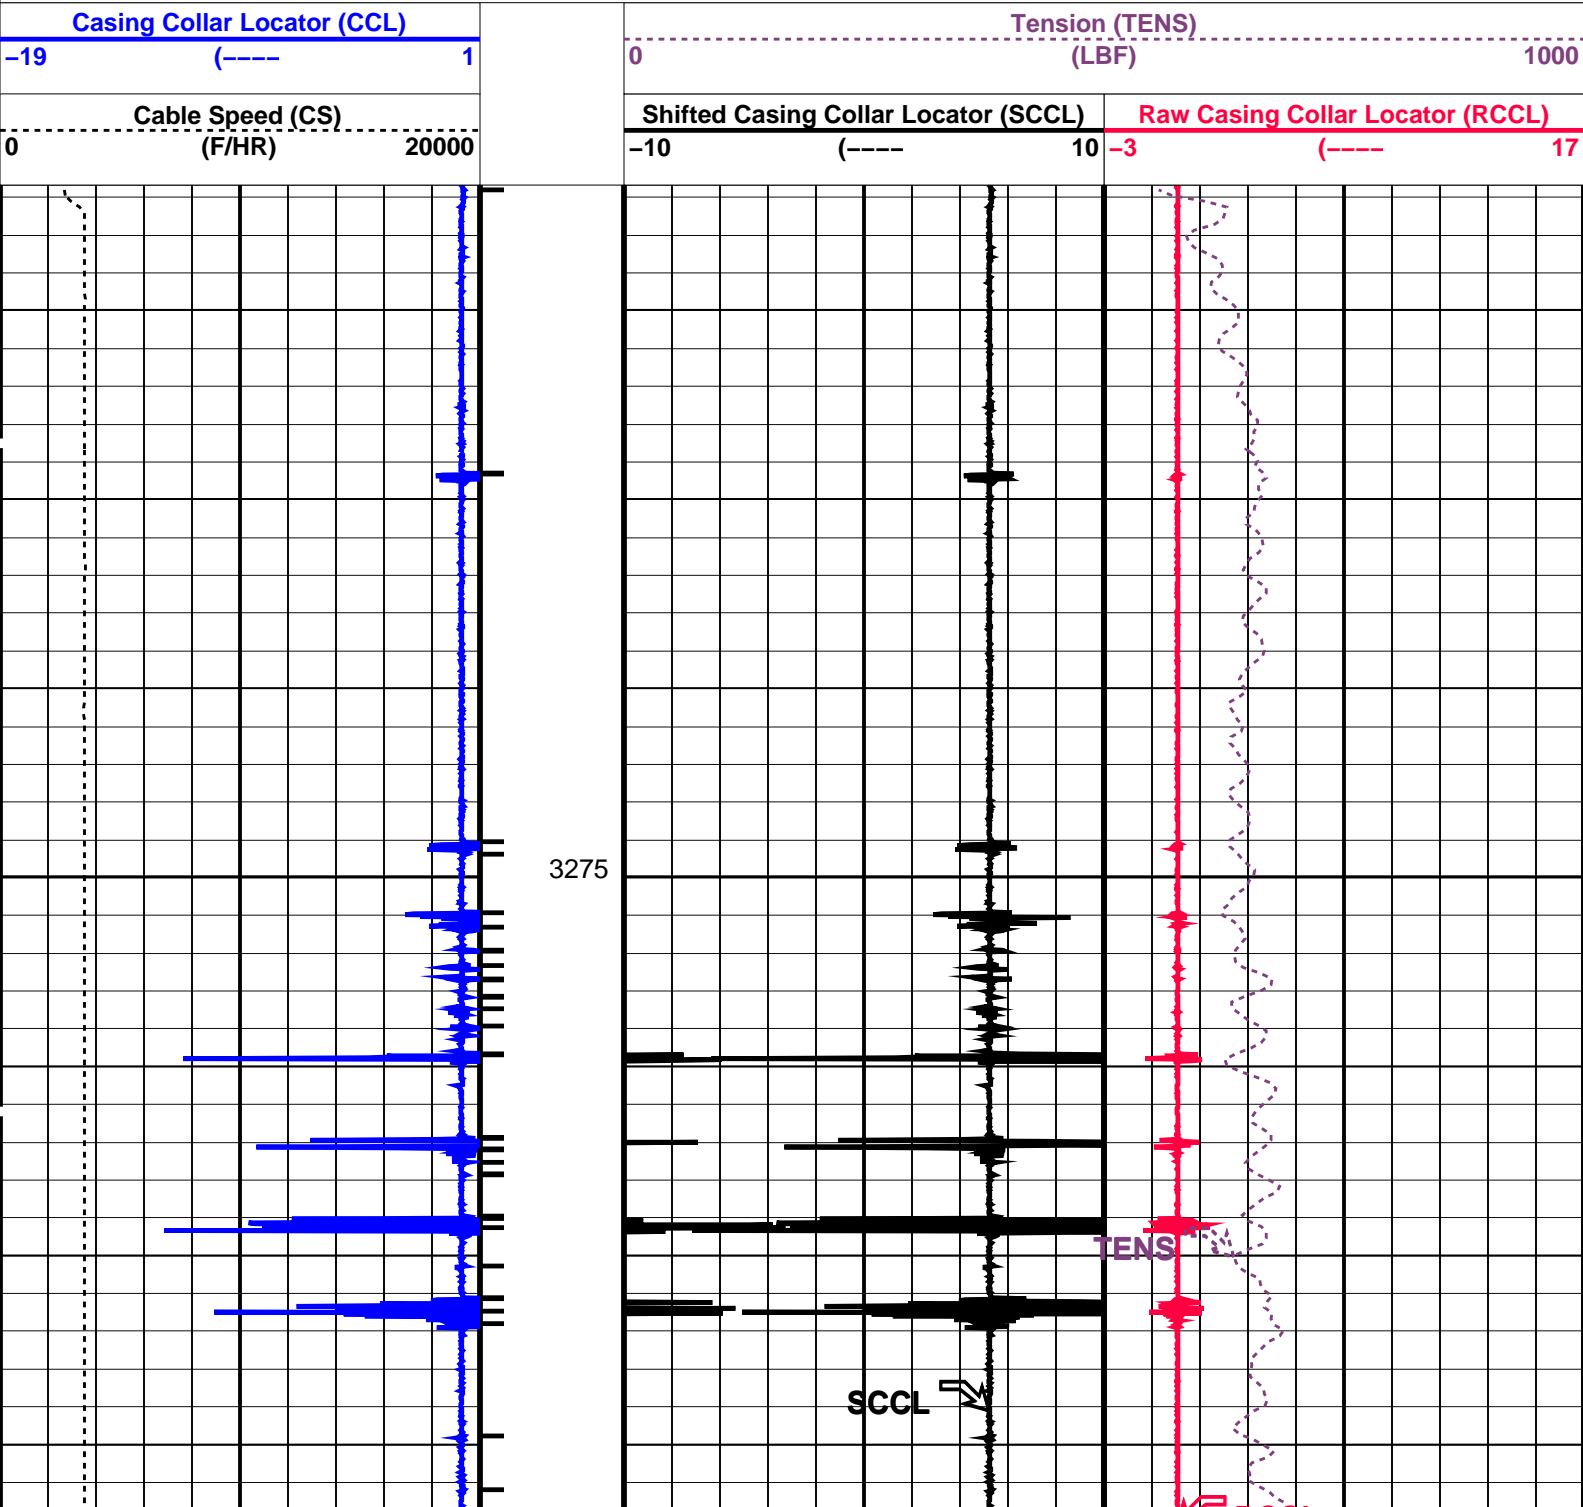 Casing Collar Locator (CCL)
−19 (−−−− 1
Cable Speed (CS)
0 (F/HR) 20000
Tension (TENS)
0 (LBF) 1000
Shifted Casing Collar Locator (SCCL)
−10 (−−−− 10
Raw Casing Collar Locator (RCCL)
−3 (−−−− 17
3275
TENS
SCCL